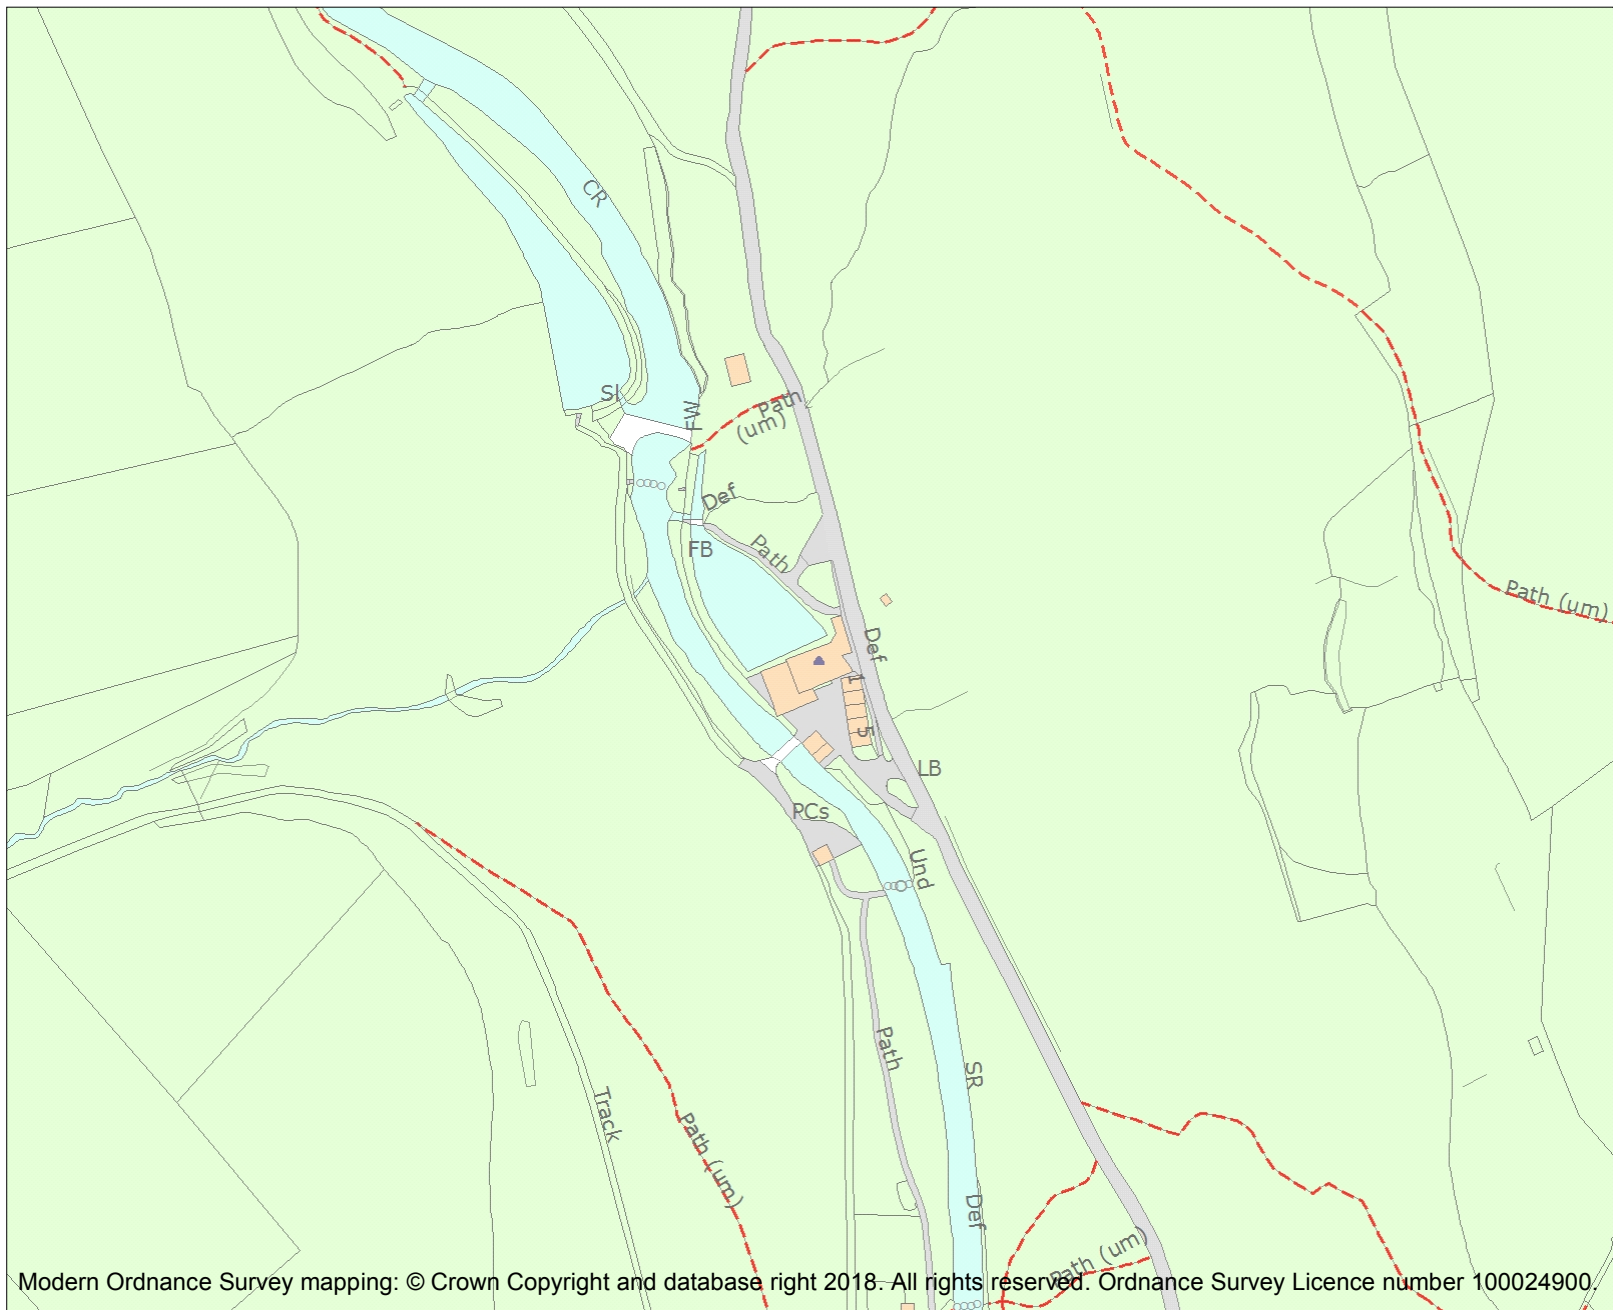 CR
Sl
FW
Path
(um)
Def
Path
FB
Path (um)
Def
1
5
LB
PCs
Und
Path
SR
Track
Path (um)
Def
Path (um)
Modern Ordnance Survey mapping: © Crown Copyright and database right 2018. All rights reserved. Ordnance Survey Licence number 100024900.